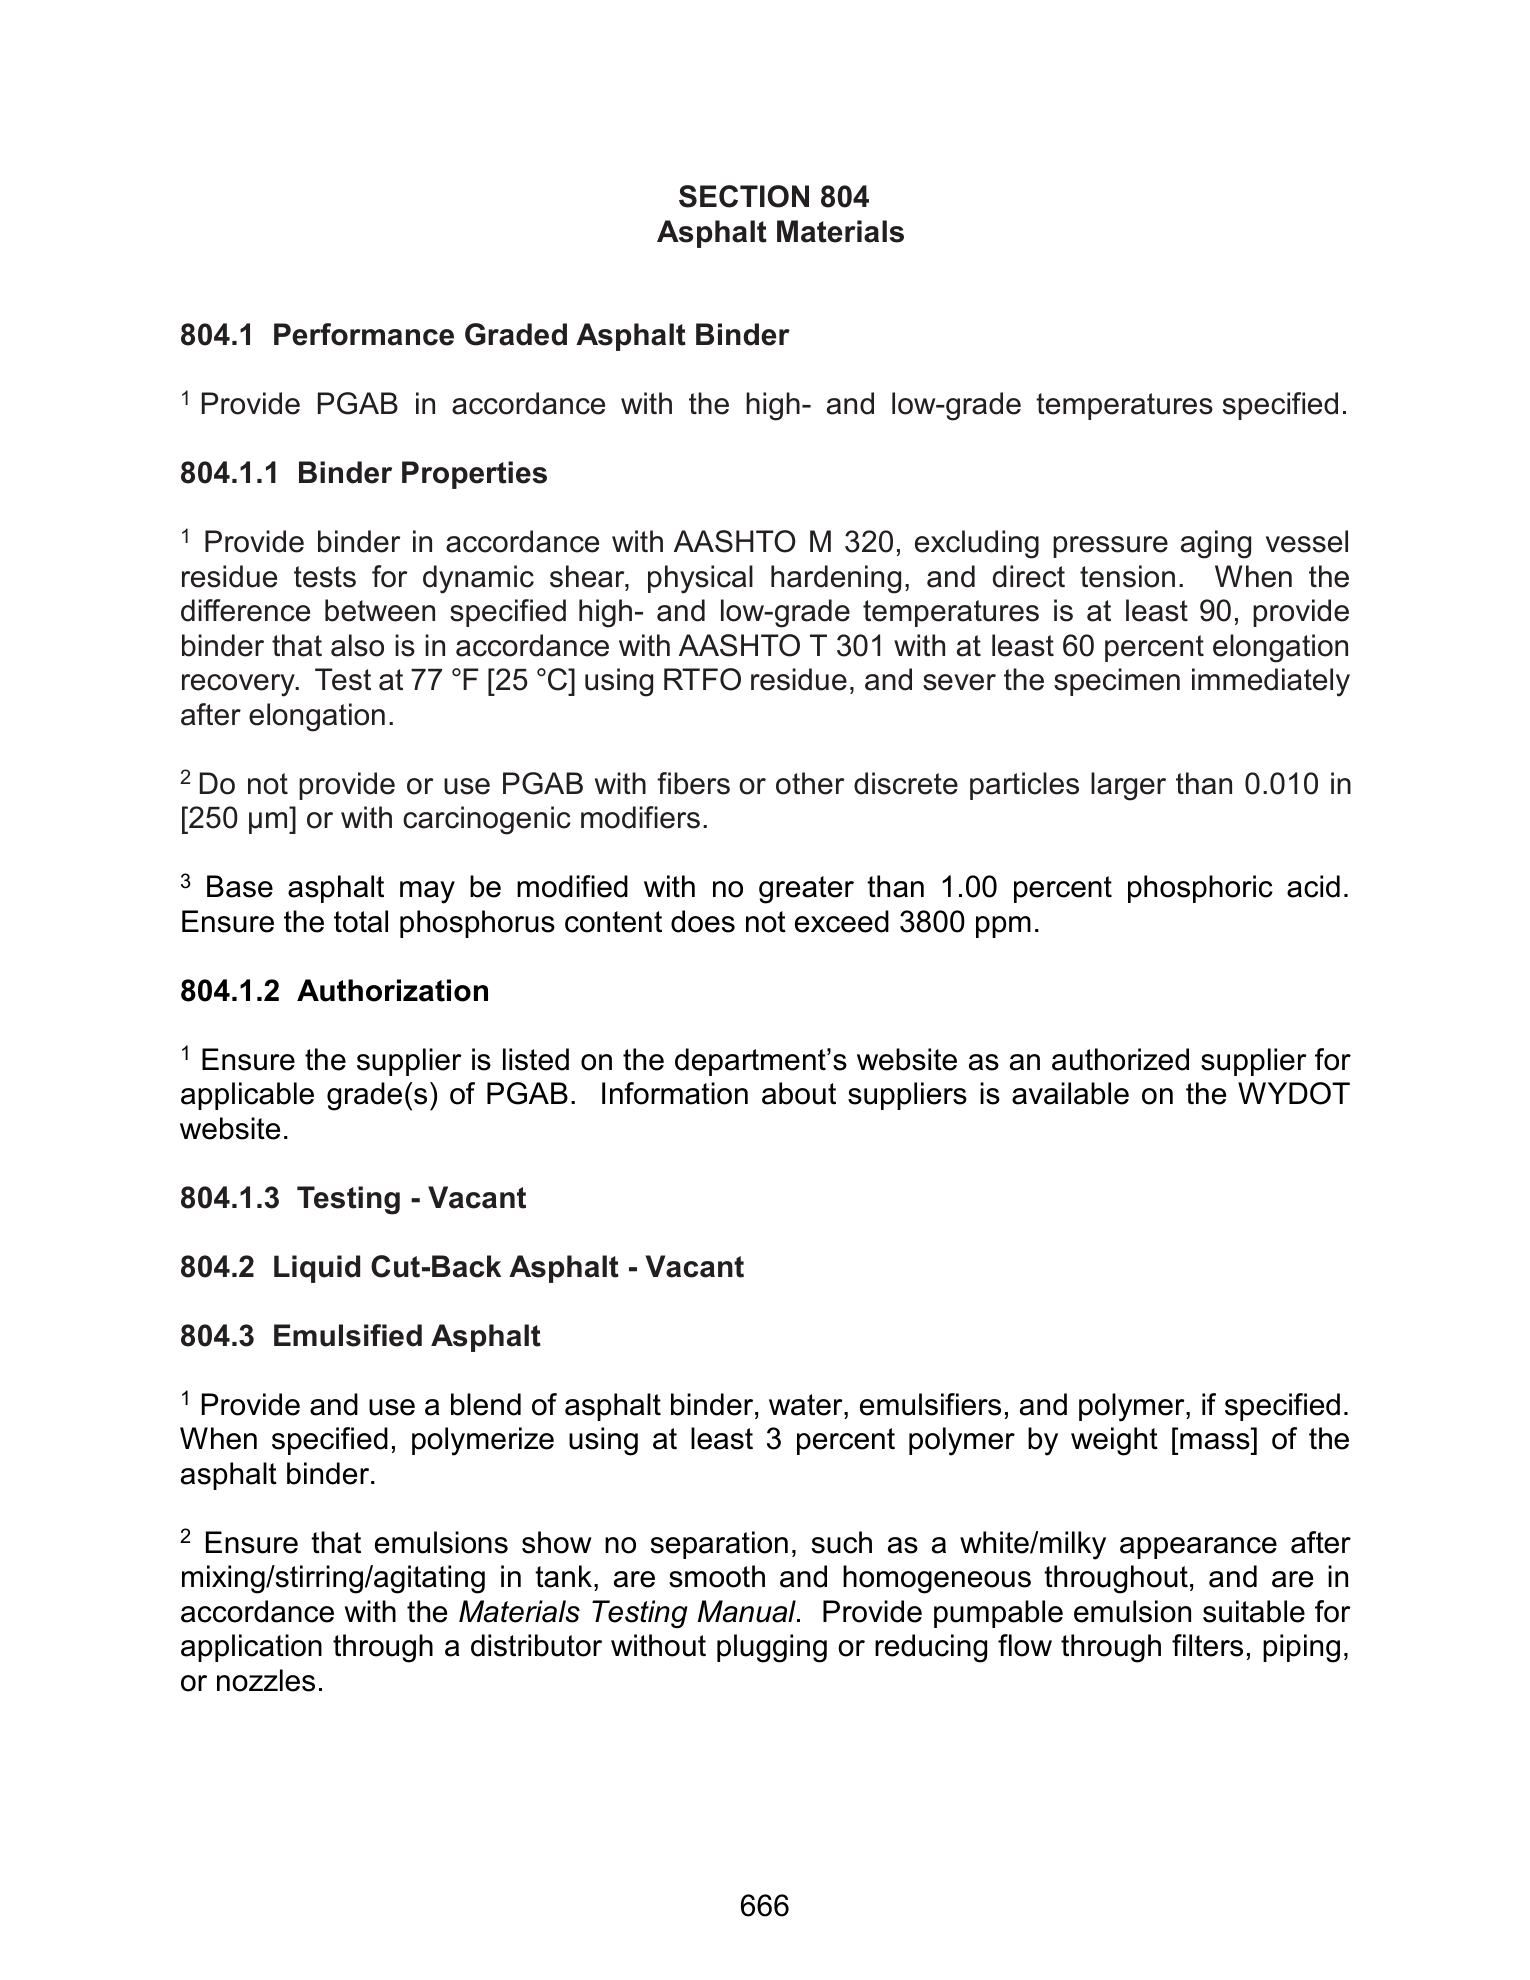 SECTION 804
Asphalt Materials
804.1 Performance Graded Asphalt Binder
1 Provide PGAB in accordance with the high- and low-grade temperatures specified.
804.1.1 Binder Properties
1 Provide binder in accordance with AASHTO M 320, excluding pressure aging vessel
residue tests for dynamic shear, physical hardening, and direct tension. When the
difference between specified high- and low-grade temperatures is at least 90, provide
binder that also is in accordance with AASHTO T 301 with at least 60 percent elongation
recovery. Test at 77 °F [25 °C] using RTFO residue, and sever the specimen immediately
after elongation.
2 Do not provide or use PGAB with fibers or other discrete particles larger than 0.010 in
[250 µm] or with carcinogenic modifiers.
3 Base asphalt may be modified with no greater than 1.00 percent phosphoric acid.
Ensure the total phosphorus content does not exceed 3800 ppm.
804.1.2 Authorization
1 Ensure the supplier is listed on the department’s website as an authorized supplier for
applicable grade(s) of PGAB. Information about suppliers is available on the WYDOT
website.
804.1.3 Testing - Vacant
804.2 Liquid Cut-Back Asphalt - Vacant
804.3 Emulsified Asphalt
1 Provide and use a blend of asphalt binder, water, emulsifiers, and polymer, if specified.
When specified, polymerize using at least 3 percent polymer by weight [mass] of the
asphalt binder.
2 Ensure that emulsions show no separation, such as a white/milky appearance after
mixing/stirring/agitating in tank, are smooth and homogeneous throughout, and are in
accordance with the Materials Testing Manual. Provide pumpable emulsion suitable for
application through a distributor without plugging or reducing flow through filters, piping,
or nozzles.
666